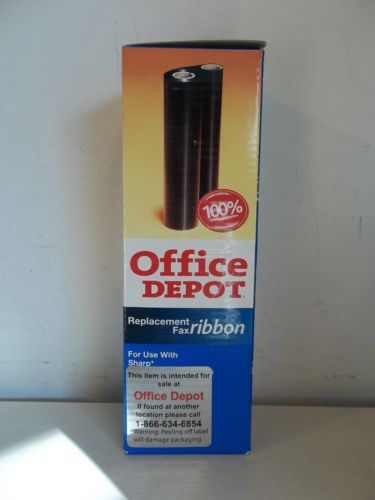 100%
Office
DEPOT
Replacement
Fax ribbon
For Use With
Sharp*
This item is intended for
sale at
Office Depot
if found at another
location please call
1-866-634-6854
Warning: Peeling off label
will damage packaging